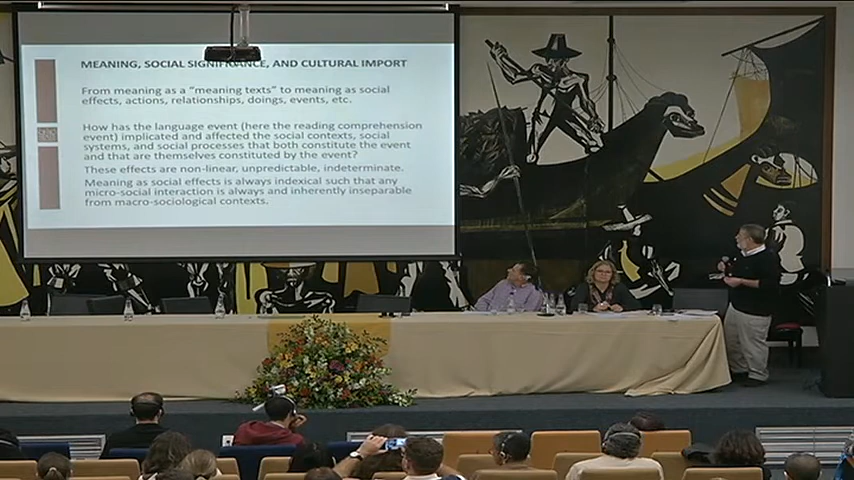 MEANING, SOCIAL SIGNIFICANCE, AND CULTURAL IMPORT
From meaning as a “meaning texts” to meaning as social
effects, actions, relationships, doings, events, etc.
How has the language event (here the reading comprehension
event) implicated and affected the social contexts, social
systems, and social processes that both constitute the event
and that are themselves constituted by the event?
These effects are non-linear, unpredictable, indeterminate.
Meaning as social effects is always indexical such that any
micro-social interaction is always and inherently inseparable
from macro-sociological contexts.